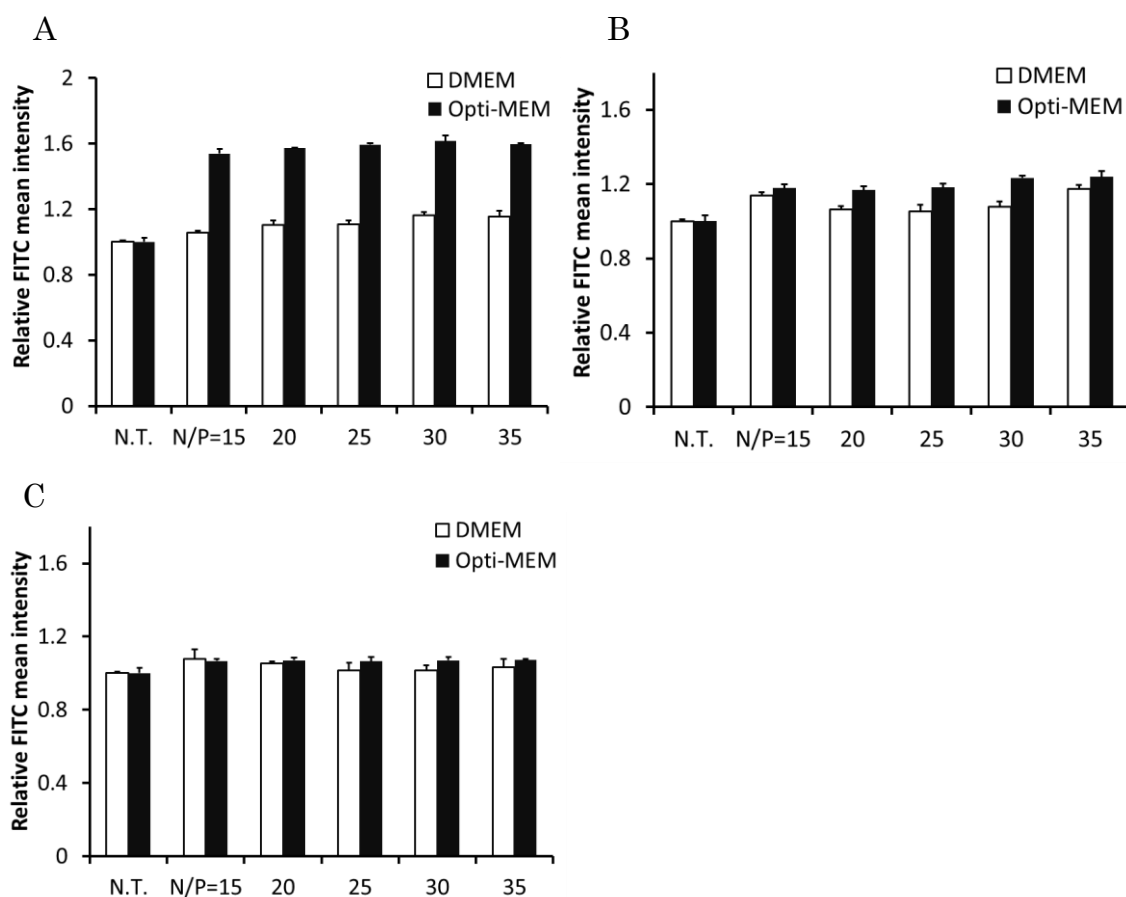 A
Relative FITC mean intensity
2
1.6
1.2
0.8
0.4
0
DMEM
Opti-MEM
N.T. N/P=15 20 25 30 35
B
Relative FITC mean intensity
1.6
1.2
0.8
0.4
0
DMEM
Opti-MEM
N.T. N/P=15 20 25 30 35
C
Relative FITC mean intensity
1.6
1.2
0.8
0.4
0
DMEM
Opti-MEM
N.T. N/P=15 20 25 30 35